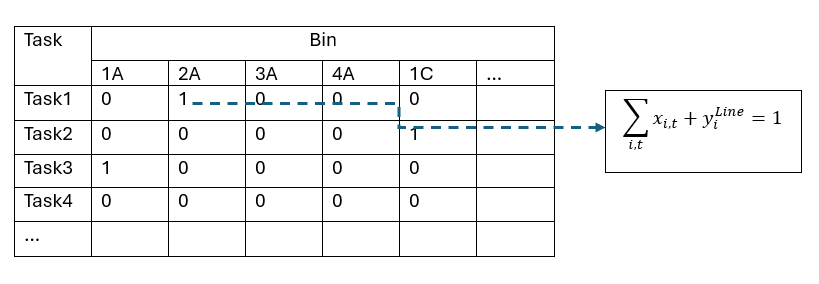 Task Bin
1A 2A 3A 4A 1C ...
Task1 0 1 0 0 0
Task2 0 0 0 0 1
Task3 1 0 0 0 0
Task4 0 0 0 0 0
...
∑_{i,t} x_{i,t} + y_i^{Line} = 1